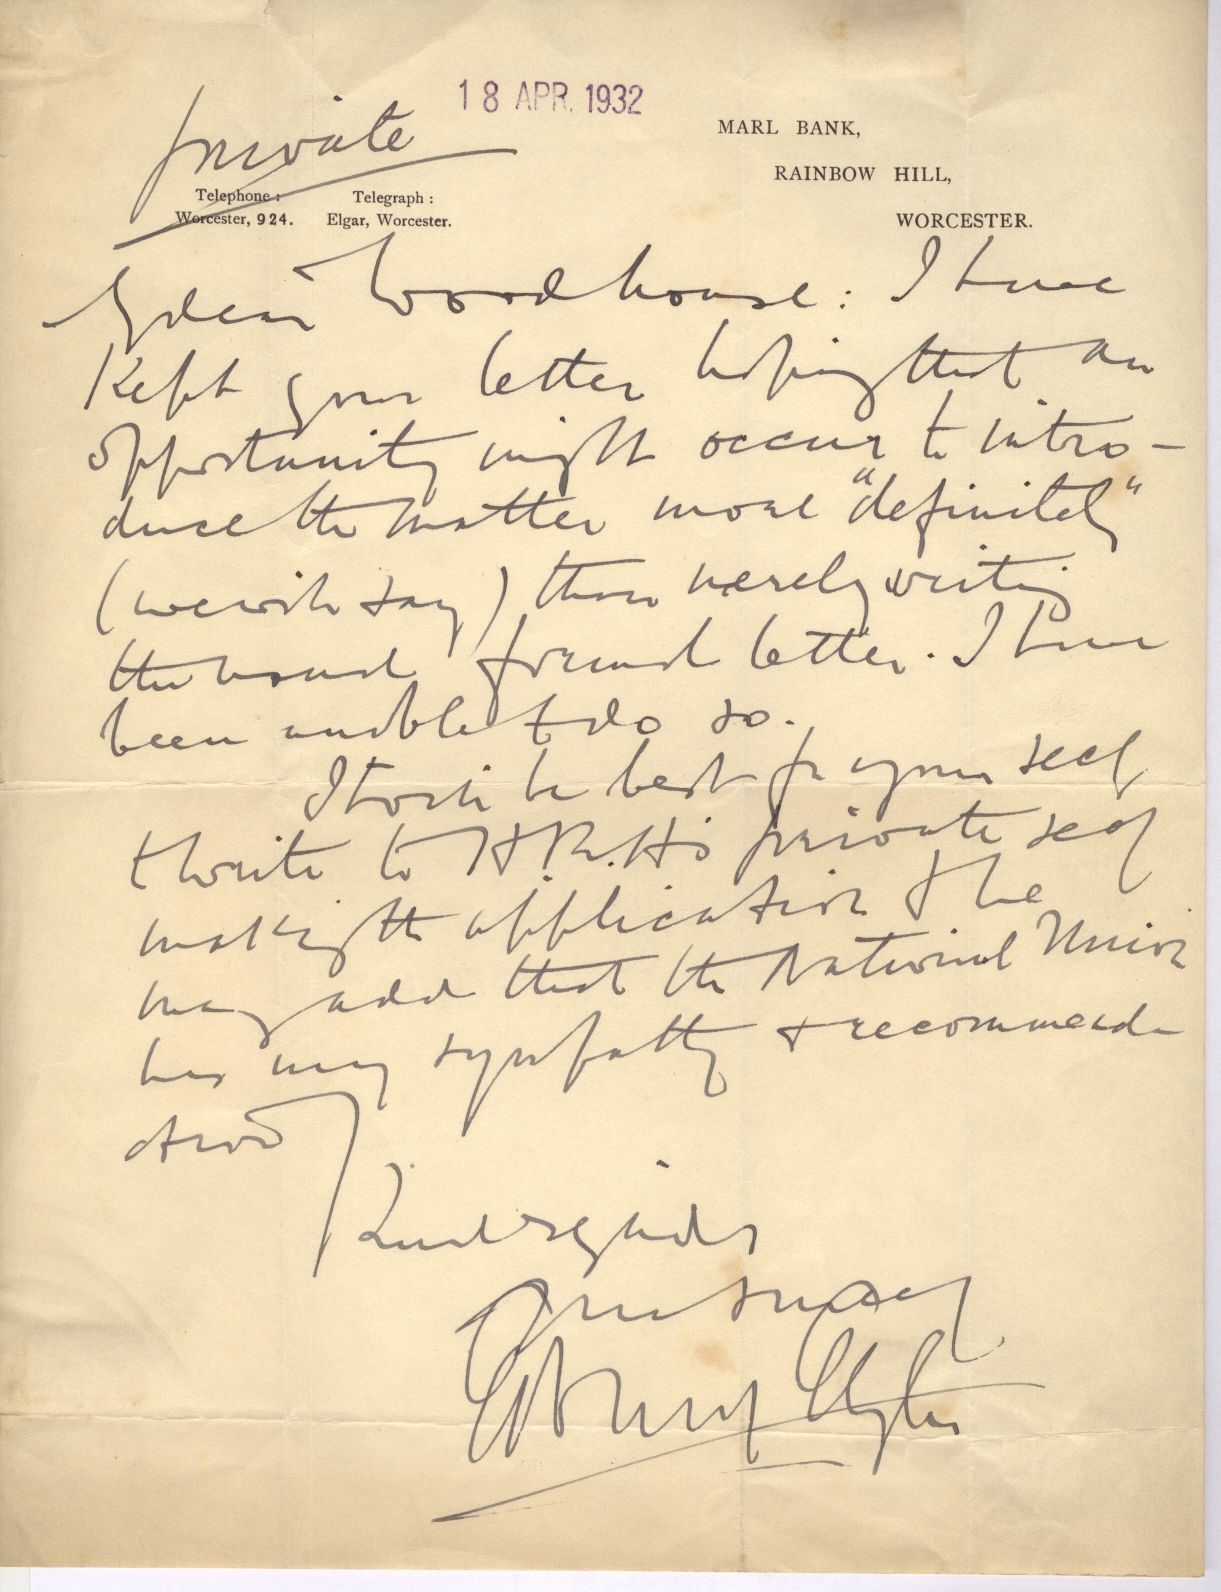 18 APR. 1932
private
MARL BANK,
RAINBOW HILL,
WORCESTER.
Telephone: Telegraph:
Worcester, 924. Elgar, Worcester.
My dear Woodhouse: I have
kept your letter hoping that an
opportunity might occur to intro-
duce the matter more "definitely"
(we wish say) than merely writing
the usual formal letter. I have
been unable to do so.
It will be best for your secy
to write to H.R.H's private secy
making the application & he
may add that the National Union
has my sympathy & recommend-
ation
Kind regards
Yours sincerely
Edward Elgar